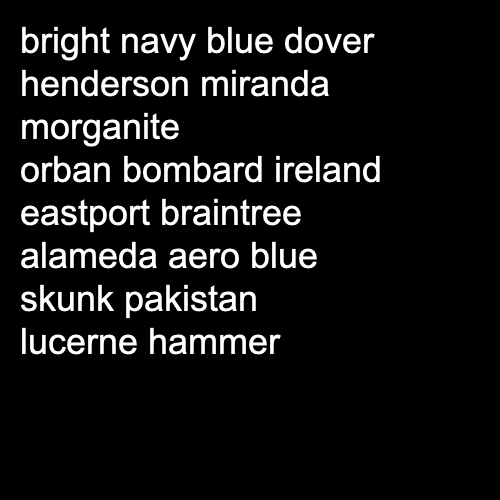 bright navy blue dover
henderson miranda
morganite
orban bombard ireland
eastport braintree
alameda aero blue
skunk pakistan
lucerne hammer